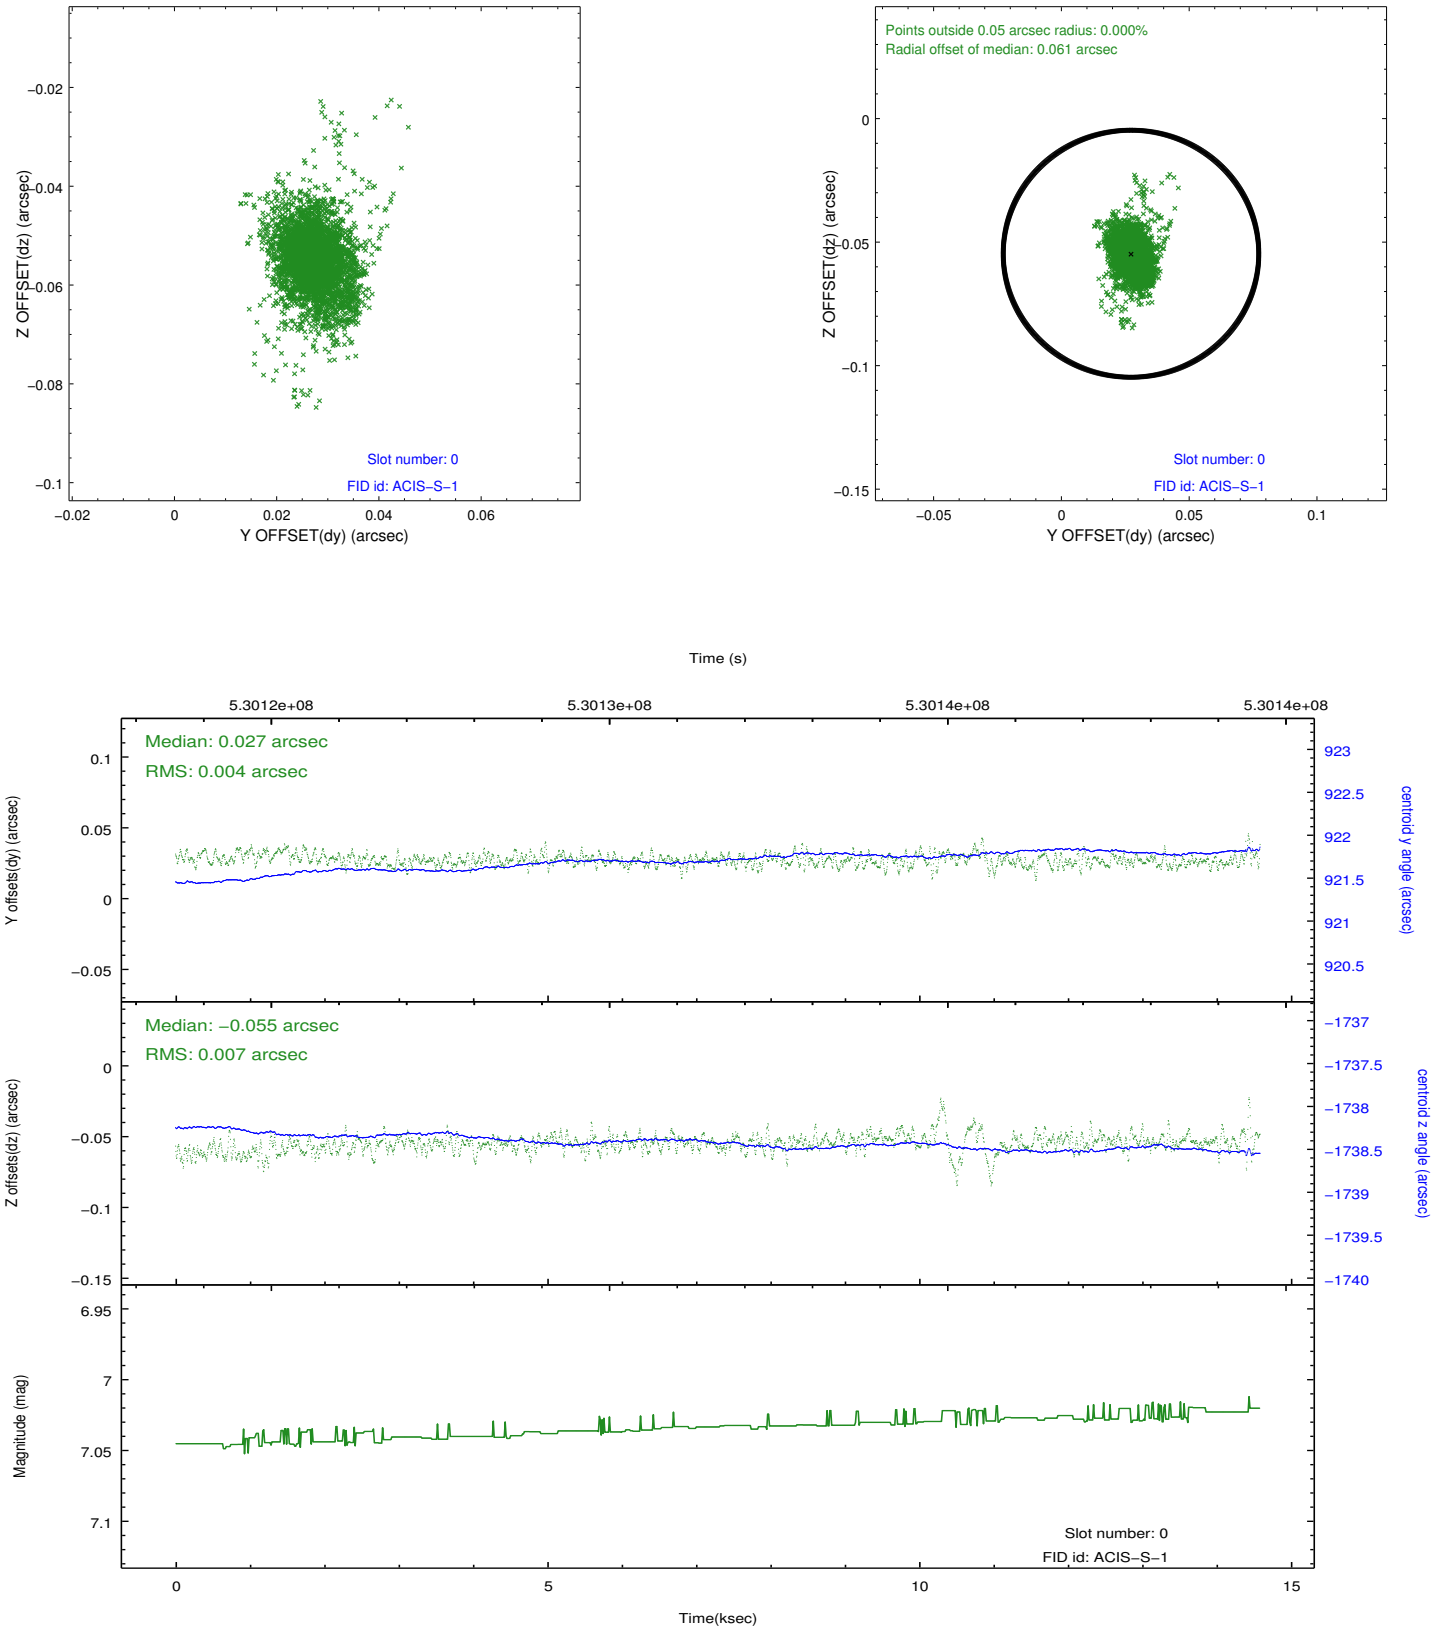 −0.02
−0.04
−0.06
−0.08
−0.1
Z OFFSET(dz) (arcsec)
Slot number: 0
FID id: ACIS−S−1
−0.02
0
0.02
0.04
0.06
Y OFFSET(dy) (arcsec)
Points outside 0.05 arcsec radius: 0.000%
Radial offset of median: 0.061 arcsec
0
−0.05
−0.1
−0.15
Z OFFSET(dz) (arcsec)
Slot number: 0
FID id: ACIS−S−1
−0.05
0
0.05
0.1
Y OFFSET(dy) (arcsec)
Time (s)
5.3012e+08
5.3013e+08
5.3014e+08
5.3014e+08
Median: 0.027 arcsec
RMS: 0.004 arcsec
0.1
0.05
0
−0.05
Y offsets(dy) (arcsec)
923
922.5
922
921.5
921
920.5
centroid y angle (arcsec)
Median: −0.055 arcsec
RMS: 0.007 arcsec
0
−0.05
−0.1
−0.15
Z offsets(dz) (arcsec)
−1737
−1737.5
−1738
−1738.5
−1739
−1739.5
−1740
centroid z angle (arcsec)
6.95
7
7.05
7.1
Magnitude (mag)
Slot number: 0
FID id: ACIS−S−1
0
5
10
15
Time(ksec)